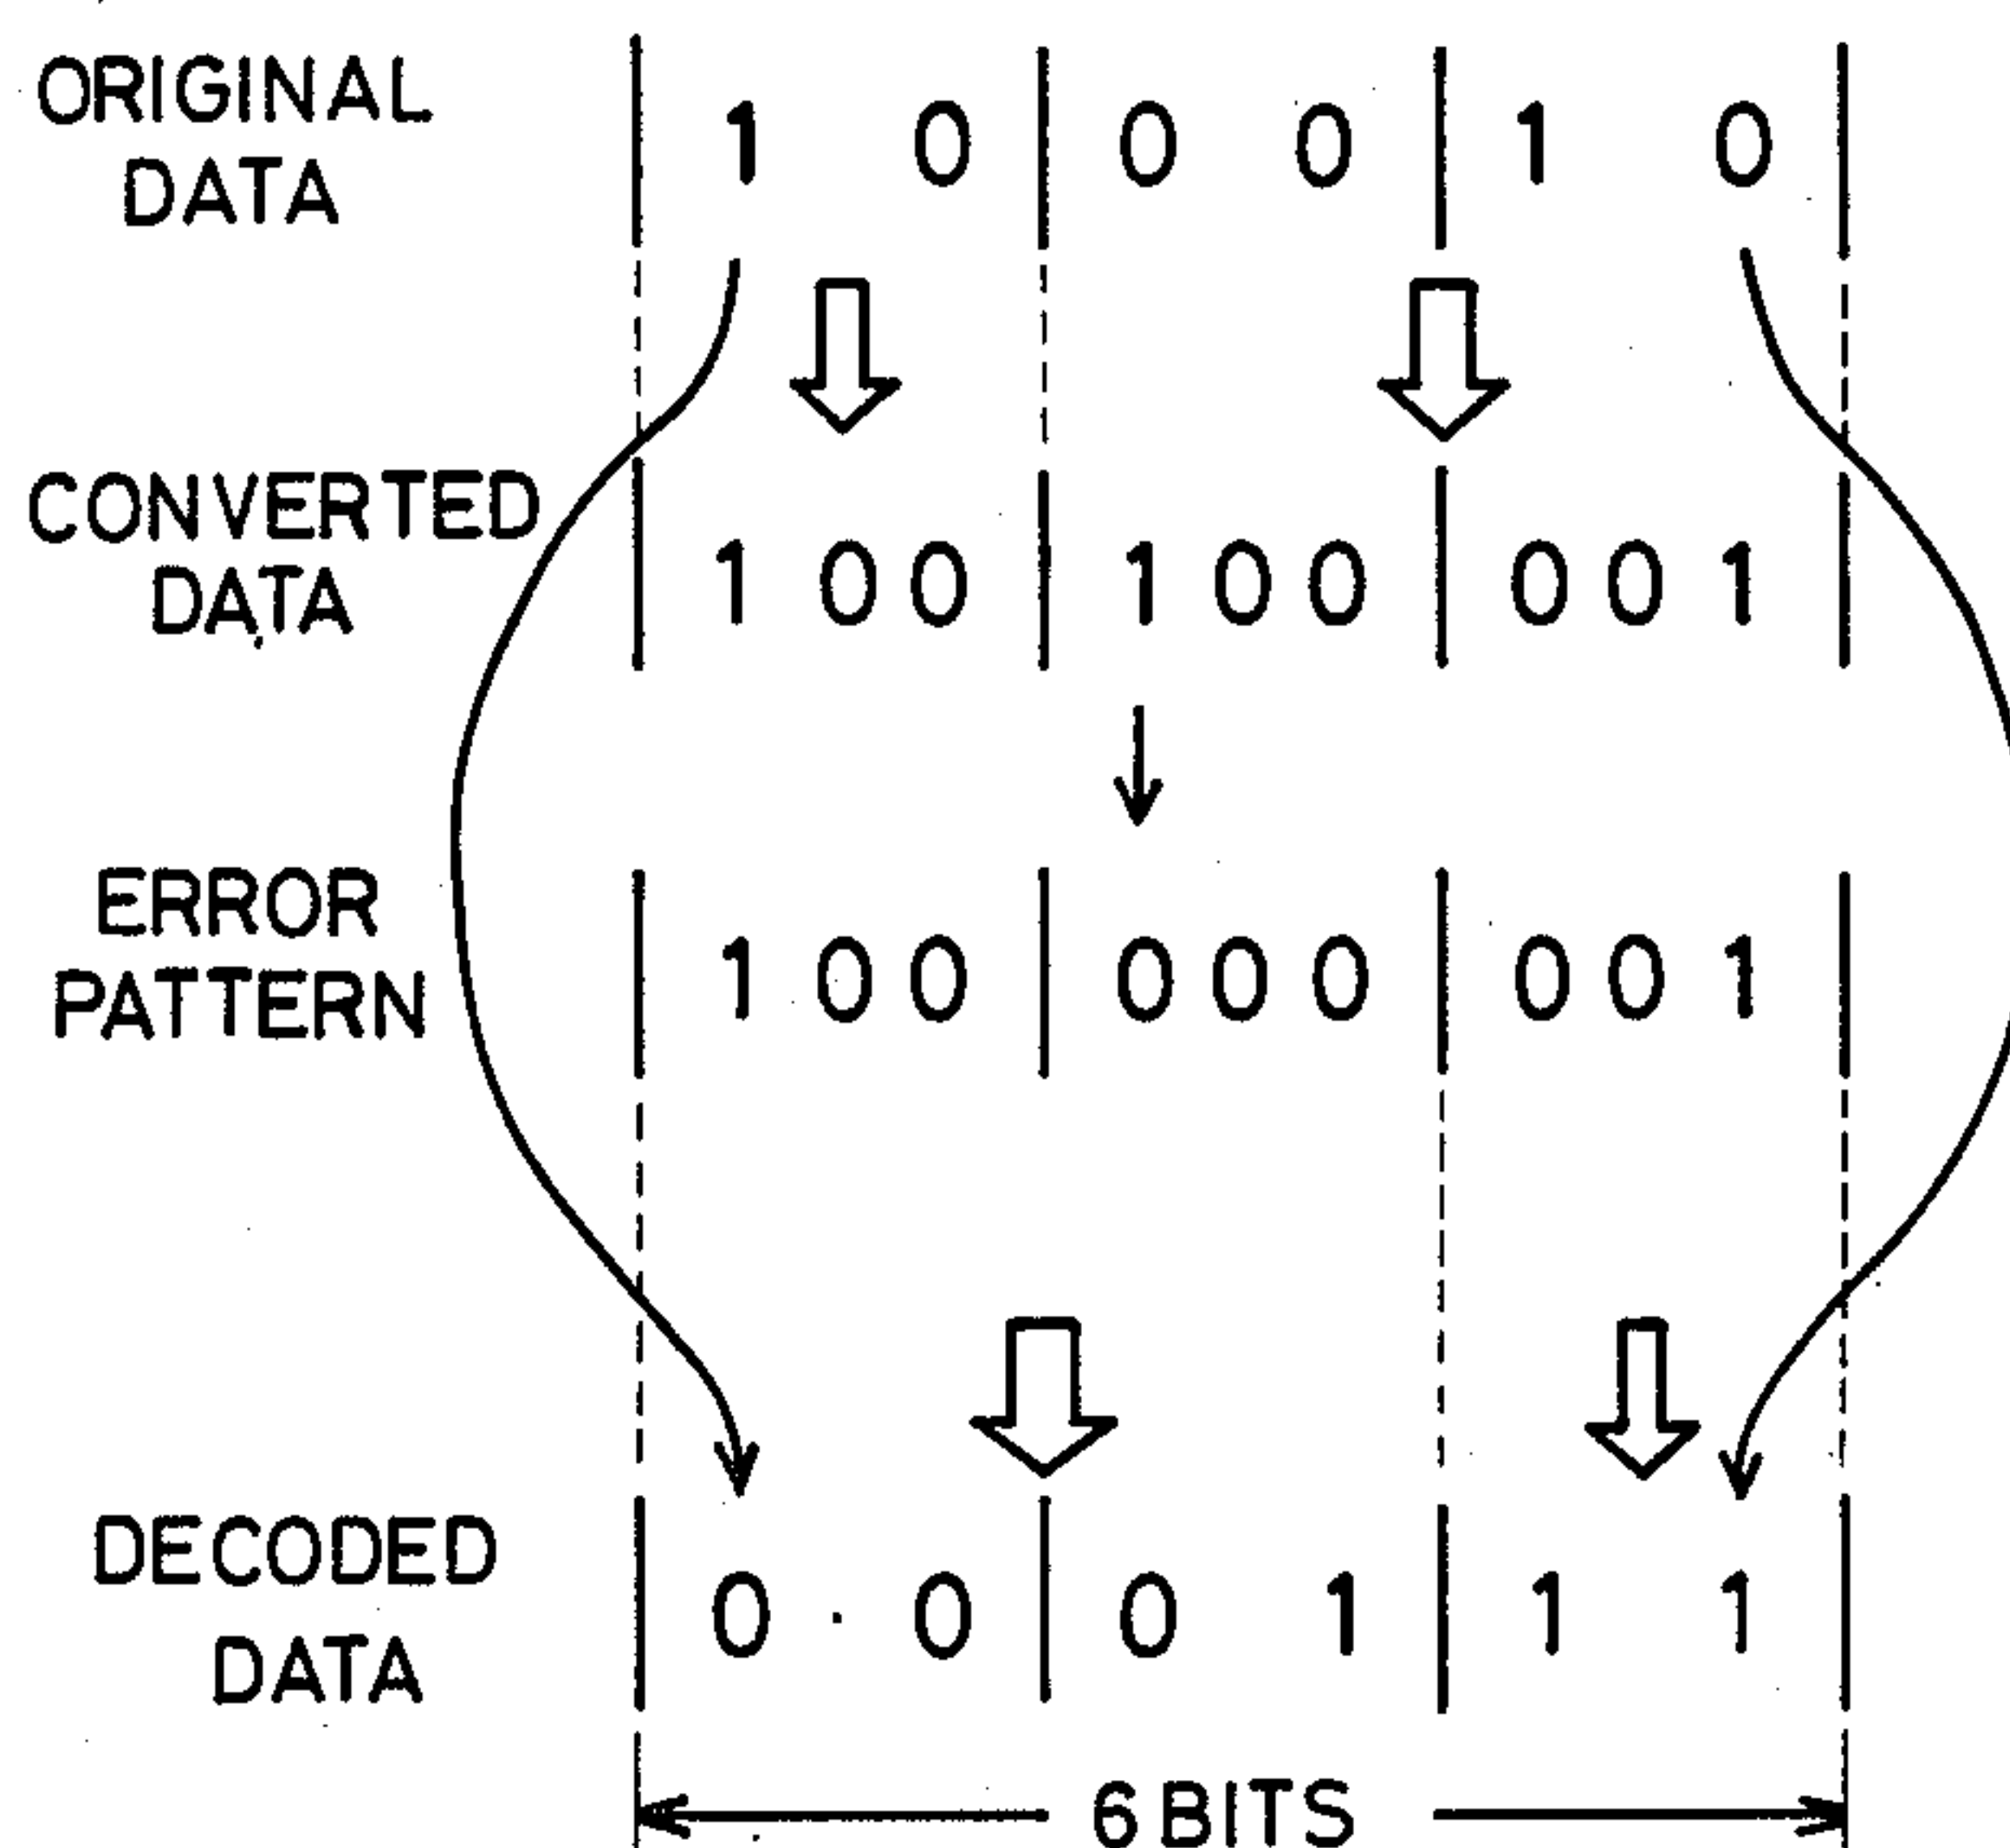 ORIGINAL
DATA
1 0 0 0 1 0
CONVERTED
DATA
1 0 0 1 0 0 0 0 1
ERROR
PATTERN
1 0 0 0 0 0 0 0 1
DECODED
DATA
0 0 0 1 1 1
6 BITS